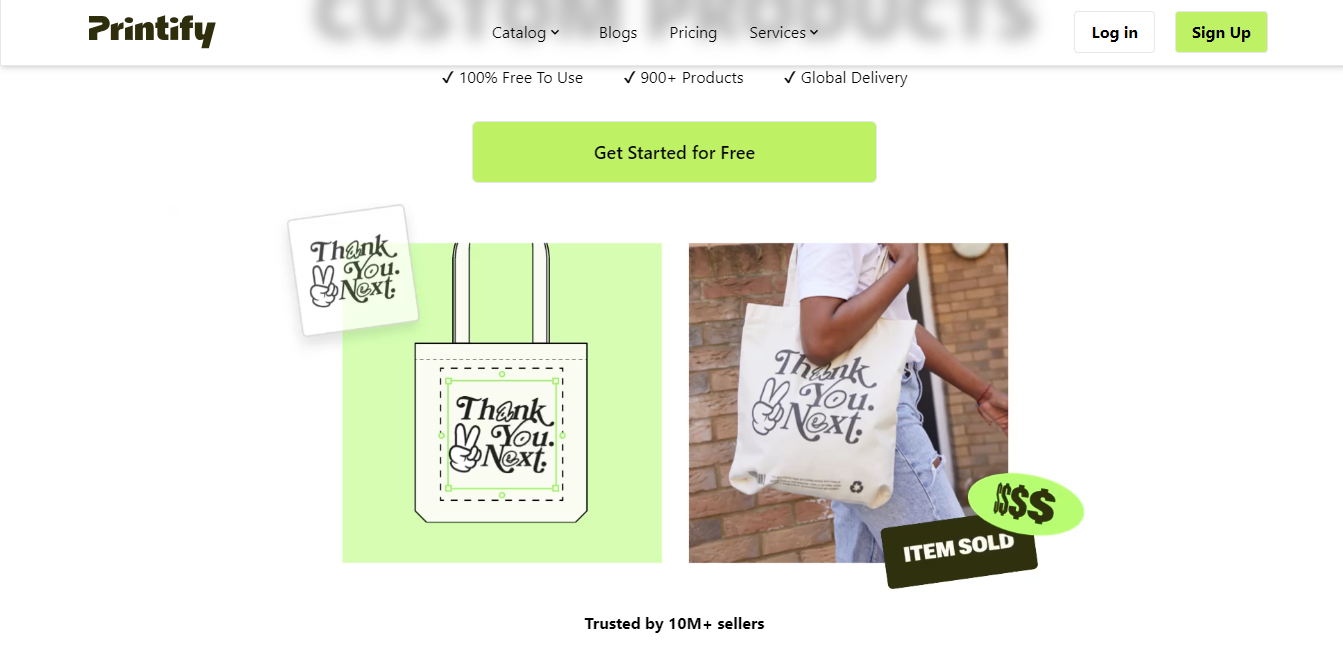 CUSTOM PRODUCTS
Printify
Catalog
Blogs
Pricing
Services
Log in
Sign Up
✓ 100% Free To Use
✓ 900+ Products
✓ Global Delivery
Get Started for Free
Thank
You.
Next.
Thank
You.
Next.
Thank
You.
Next.
$$$
ITEM SOLD
Trusted by 10M+ sellers